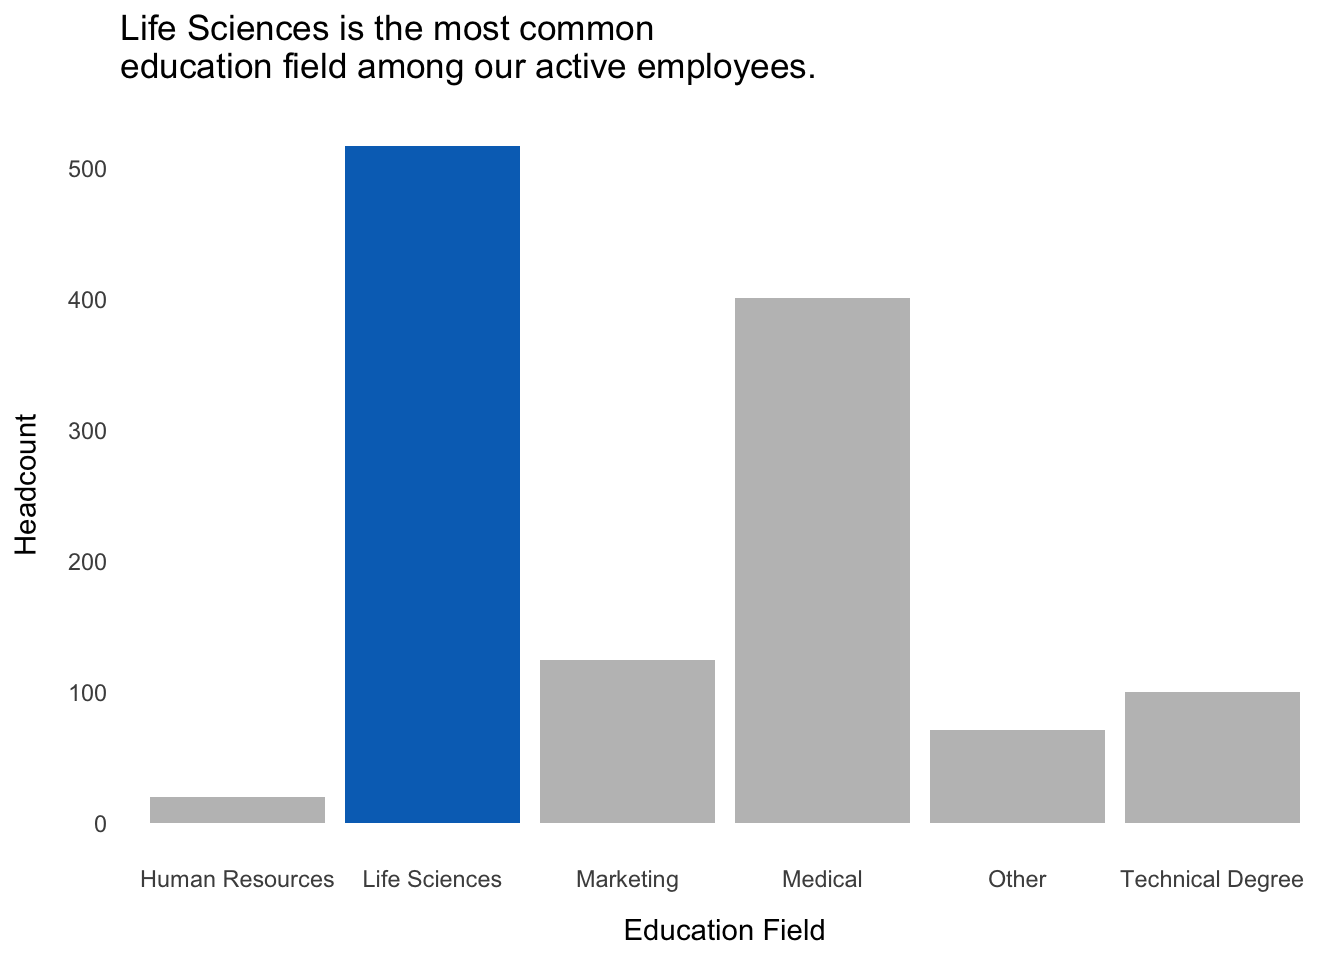 Life Sciences is the most common
education field among our active employees.
500
400
300
200
100
0
Headcount
Human Resources Life Sciences Marketing Medical Other Technical Degree
Education Field